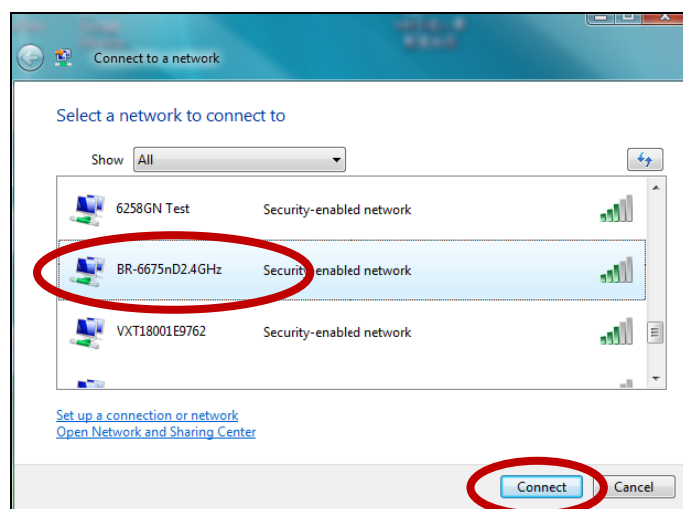 Connect to a network
Select a network to connect to
Show All
6258GN Test Security-enabled network
BR-6675nD2.4GHz Security-enabled network
VXT18001E9762 Security-enabled network
Set up a connection or network
Open Network and Sharing Center
Connect Cancel